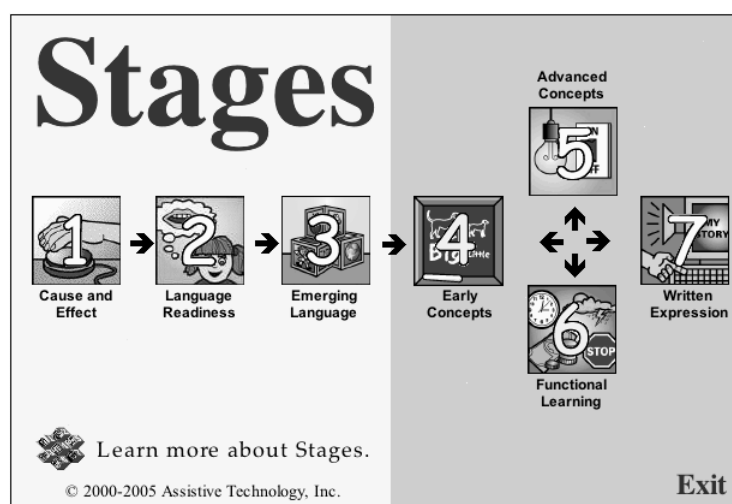 Stages
Advanced
Concepts
5
1
2
3
4
7
MY
STORY
Big Little
Cause and
Effect
Language
Readiness
Emerging
Language
Early
Concepts
Written
Expression
6
STOP
Functional
Learning
Learn more about Stages.
© 2000-2005 Assistive Technology, Inc.
Exit